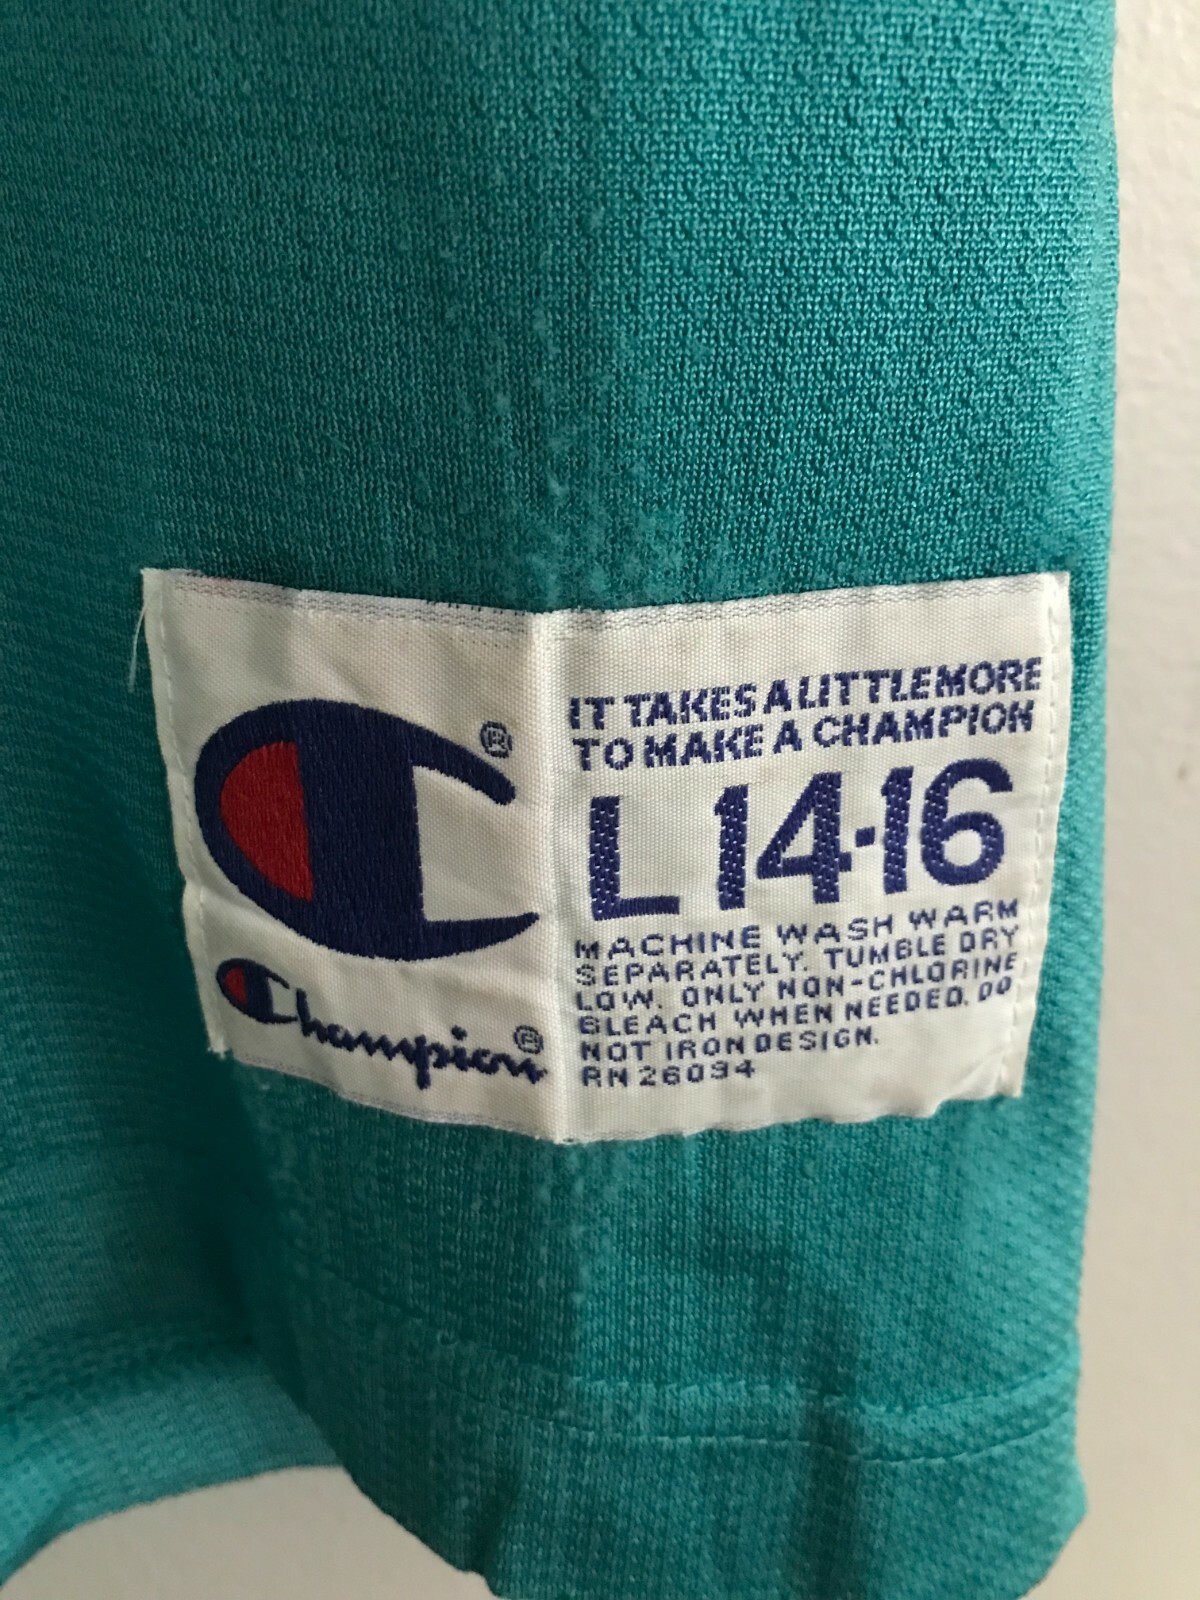 ®
Champion®
IT TAKES A LITTLE MORE
TO MAKE A CHAMPION
L 14-16
MACHINE WASH WARM
SEPARATELY. TUMBLE DRY
LOW. ONLY NON-CHLORINE
BLEACH WHEN NEEDED. DO
NOT IRON DESIGN.
RN 26094